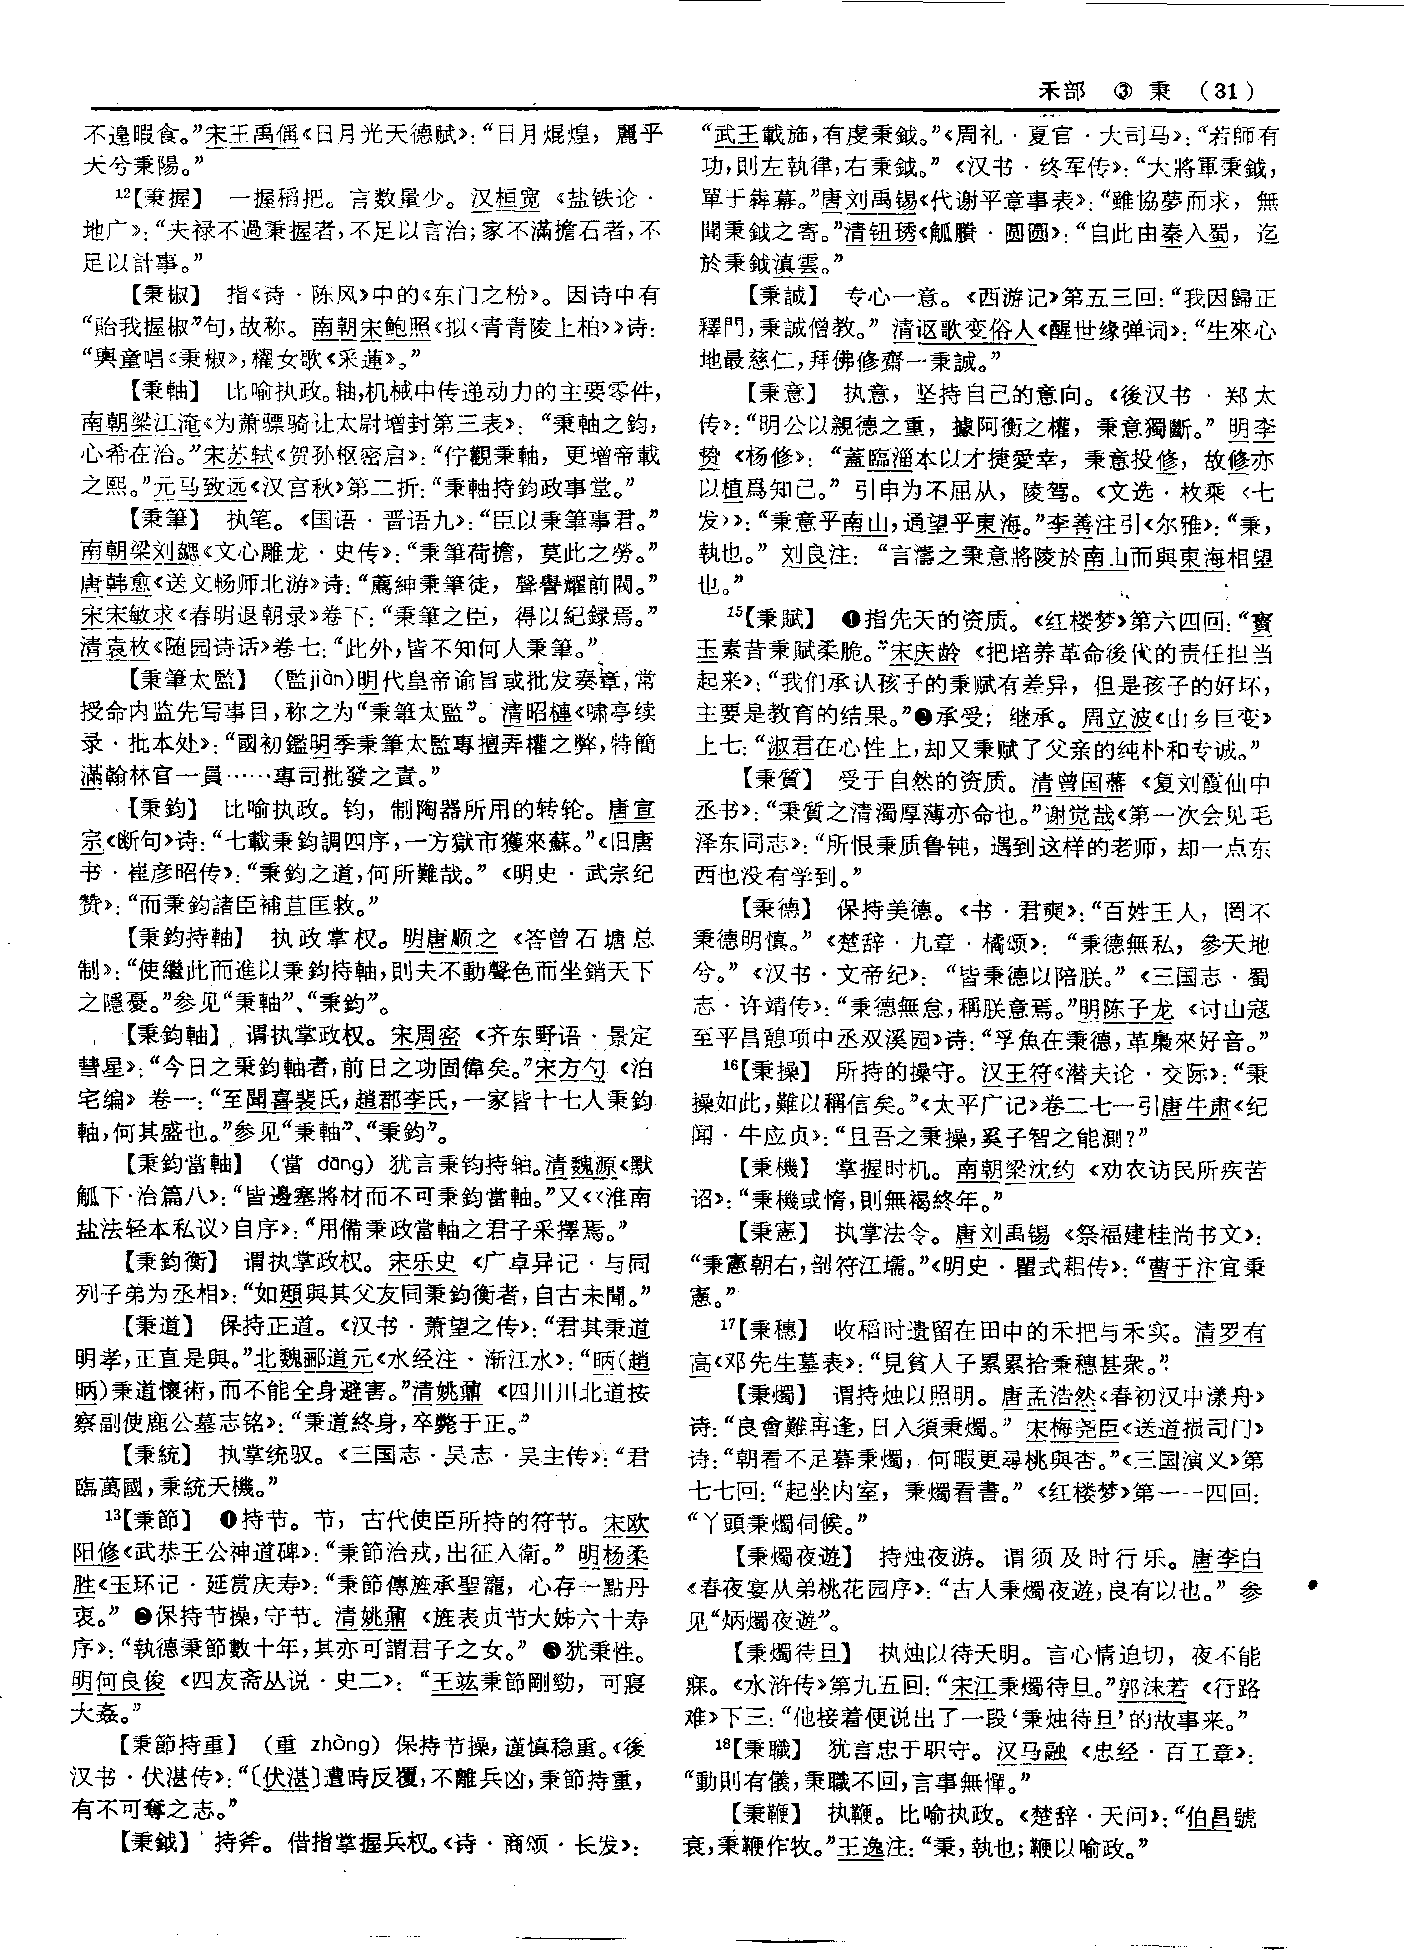 禾部　③　秉　（31）
不遑暇食。”宋王禹偁《日月光天德赋》：“日月焜煌，麗乎
天兮秉陽。”
12【秉握】　一握稻把。言数量少。汉桓宽《盐铁论·
地广》：“夫禄不過秉握者，不足以言治；家不滿擔石者，不
足以計事。”
【秉椒】　指《诗·陈风》中的《东门之枌》。因诗中有
“貽我握椒”句，故称。南朝宋鲍照《拟〈青青陵上柏〉》诗：
“輿童唱《秉椒》，櫂女歌《采蓮》。”
【秉軸】　比喻执政。轴，机械中传递动力的主要零件，
南朝梁江淹《为萧骠骑让太尉增封第三表》：“秉軸之鈞，
心希在治。”宋苏轼《贺孙枢密启》：“佇觀秉軸，更增帝載
之熙。”元马致远《汉宫秋》第二折：“秉軸持鈞政事堂。”
【秉筆】　执笔。《国语·晋语九》：“臣以秉筆事君。”
南朝梁刘勰《文心雕龙·史传》：“秉筆荷擔，莫此之勞。”
唐韩愈《送文畅师北游》诗：“薦紳秉筆徒，聲譽耀前閥。”
宋宋敏求《春明退朝录》卷下：“秉筆之臣，得以紀録焉。”
清袁枚《随园诗话》卷七：“此外，皆不知何人秉筆。”
【秉筆太監】　（監jiàn）明代皇帝谕旨或批发奏章，常
授命内监先写事目，称之为“秉筆太監”。清昭槤《啸亭续
录·批本处》：“國初鑑明季秉筆太監專擅弄權之弊，特簡
滿翰林官一員……專司批發之責。”
【秉鈞】　比喻执政。钧，制陶器所用的转轮。唐宣
宗《断句》诗：“七載秉鈞調四序，一方獄市獲來蘇。”《旧唐
书·崔彦昭传》：“秉鈞之道，何所難哉。”《明史·武宗纪
赞》：“而秉鈞諸臣補苴匡救。”
【秉鈞持軸】　执政掌权。明唐顺之《答曾石塘总
制》：“使繼此而進以秉鈞持軸，則夫不動聲色而坐銷天下
之隱憂。”参见“秉軸”、“秉鈞”。
【秉鈞軸】　谓执掌政权。宋周密《齐东野语·景定
彗星》：“今日之秉鈞軸者，前日之功固偉矣。”宋方勺《泊
宅编》卷一：“至聞喜裴氏，趙郡李氏，一家皆十七人秉鈞
軸，何其盛也。”参见“秉軸”、“秉鈞”。
【秉鈞當軸】　（當 dāng）犹言秉钧持轴。清魏源《默
觚下·治篇八》：“皆邊塞將材而不可秉鈞當軸。”又《〈淮南
盐法轻本私议〉自序》：“用備秉政當軸之君子采擇焉。”
【秉鈞衡】　谓执掌政权。宋乐史《广卓异记·与同
列子弟为丞相》：“如頲與其父友同秉鈞衡者，自古未聞。”
【秉道】　保持正道。《汉书·萧望之传》：“君其秉道
明孝，正直是與。”北魏郦道元《水经注·渐江水》：“昞（趙
昞）秉道懷術，而不能全身避害。”清姚鼐《四川川北道按
察副使鹿公墓志铭》：“秉道終身，卒斃于正。”
【秉統】　执掌统驭。《三国志·吴志·吴主传》：“君
臨萬國，秉統天機。”
13【秉節】　❶持节。节，古代使臣所持的符节。宋欧
阳修《武恭王公神道碑》：“秉節治戎，出征入衛。”明杨柔
胜《玉环记·延赏庆寿》：“秉節傳旌承聖寵，心存一點丹
衷。”❷保持节操，守节。清姚鼐《旌表贞节大姊六十寿
序》：“執德秉節數十年，其亦可謂君子之女。”❸犹秉性。
明何良俊《四友斋丛说·史二》：“王竑秉節剛勁，可寢
大姦。”
【秉節持重】　（重 zhòng）保持节操，谨慎稳重。《後
汉书·伏湛传》：“〔伏湛〕遭時反覆，不離兵凶，秉節持重，
有不可奪之志。”
【秉鉞】　持斧。借指掌握兵权。《诗·商颂·长发》：
“武王載旆，有虔秉鉞。”《周礼·夏官·大司马》：“若師有
功，則左執律，右秉鉞。”《汉书·终军传》：“大將軍秉鉞，
單于犇幕。”唐刘禹锡《代谢平章事表》：“雖協夢而求，無
聞秉鉞之寄。”清钮琇《觚賸·圆圆》：“自此由秦入蜀，迄
於秉鉞滇雲。”
【秉誠】　专心一意。《西游记》第五三回：“我因歸正
釋門，秉誠僧教。”清讴歌变俗人《醒世缘弹词》：“生來心
地最慈仁，拜佛修齋一秉誠。”
【秉意】　执意，坚持自己的意向。《後汉书·郑太
传》：“明公以親德之重，據阿衡之權，秉意獨斷。”明李
贽《杨修》：“蓋臨淄本以才捷愛幸，秉意投修，故修亦
以植爲知己。”引申为不屈从，陵驾。《文选·枚乘〈七
发〉》：“秉意乎南山，通望乎東海。”李善注引《尔雅》：“秉，
執也。”刘良注：“言濤之秉意將陵於南山而與東海相望
也。”
15【秉賦】　❶指先天的资质。《红楼梦》第六四回：“寳
玉素昔秉賦柔脆。”宋庆龄《把培养革命後代的责任担当
起来》：“我们承认孩子的秉赋有差异，但是孩子的好坏，
主要是教育的结果。”❷承受；继承。周立波《山乡巨变》
上七：“淑君在心性上，却又秉赋了父亲的纯朴和专诚。”
【秉質】　受于自然的资质。清曾国藩《复刘霞仙中
丞书》：“秉質之清濁厚薄亦命也。”谢觉哉《第一次会见毛
泽东同志》：“所恨秉质鲁钝，遇到这样的老师，却一点东
西也没有学到。”
【秉德】　保持美德。《书·君奭》：“百姓王人，罔不
秉德明慎。”《楚辞·九章·橘颂》：“秉德無私，參天地
兮。”《汉书·文帝纪》：“皆秉德以陪朕。”《三国志·蜀
志·许靖传》：“秉德無怠，稱朕意焉。”明陈子龙《讨山寇
至平昌憩项中丞双溪园》诗：“孚魚在秉德，革梟來好音。”
16【秉操】　所持的操守。汉王符《潜夫论·交际》：“秉
操如此，難以稱信矣。”《太平广记》卷二七一引唐牛肃《纪
闻·牛应贞》：“且吾之秉操，奚子智之能測？”
【秉機】　掌握时机。南朝梁沈约《劝农访民所疾苦
诏》：“秉機或惰，則無褐終年。”
【秉憲】　执掌法令。唐刘禹锡《祭福建桂尚书文》：
“秉憲朝右，剖符江壖。”《明史·瞿式耜传》：“曹于汴宜秉
憲。”
17【秉穗】　收稻时遗留在田中的禾把与禾实。清罗有
高《邓先生墓表》：“見貧人子累累拾秉穗甚衆。”
【秉燭】　谓持烛以照明。唐孟浩然《春初汉中漾舟》
诗：“良會難再逢，日入須秉燭。”宋梅尧臣《送道损司门》
诗：“朝看不足暮秉燭，何暇更尋桃與杏。”《三国演义》第
七七回：“起坐内室，秉燭看書。”《红楼梦》第一一四回：
“丫頭秉燭伺候。”
【秉燭夜遊】　持烛夜游。谓须及时行乐。唐李白
《春夜宴从弟桃花园序》：“古人秉燭夜遊，良有以也。”参
见“炳燭夜遊”。
【秉燭待旦】　执烛以待天明。言心情迫切，夜不能
寐。《水浒传》第九五回：“宋江秉燭待旦。”郭沫若《行路
难》下三：“他接着便说出了一段‘秉烛待旦’的故事来。”
18【秉職】　犹言忠于职守。汉马融《忠经·百工章》：
“動則有儀，秉職不回，言事無憚。”
【秉鞭】　执鞭。比喻执政。《楚辞·天问》：“伯昌號
衰，秉鞭作牧。”王逸注：“秉，執也；鞭以喻政。”